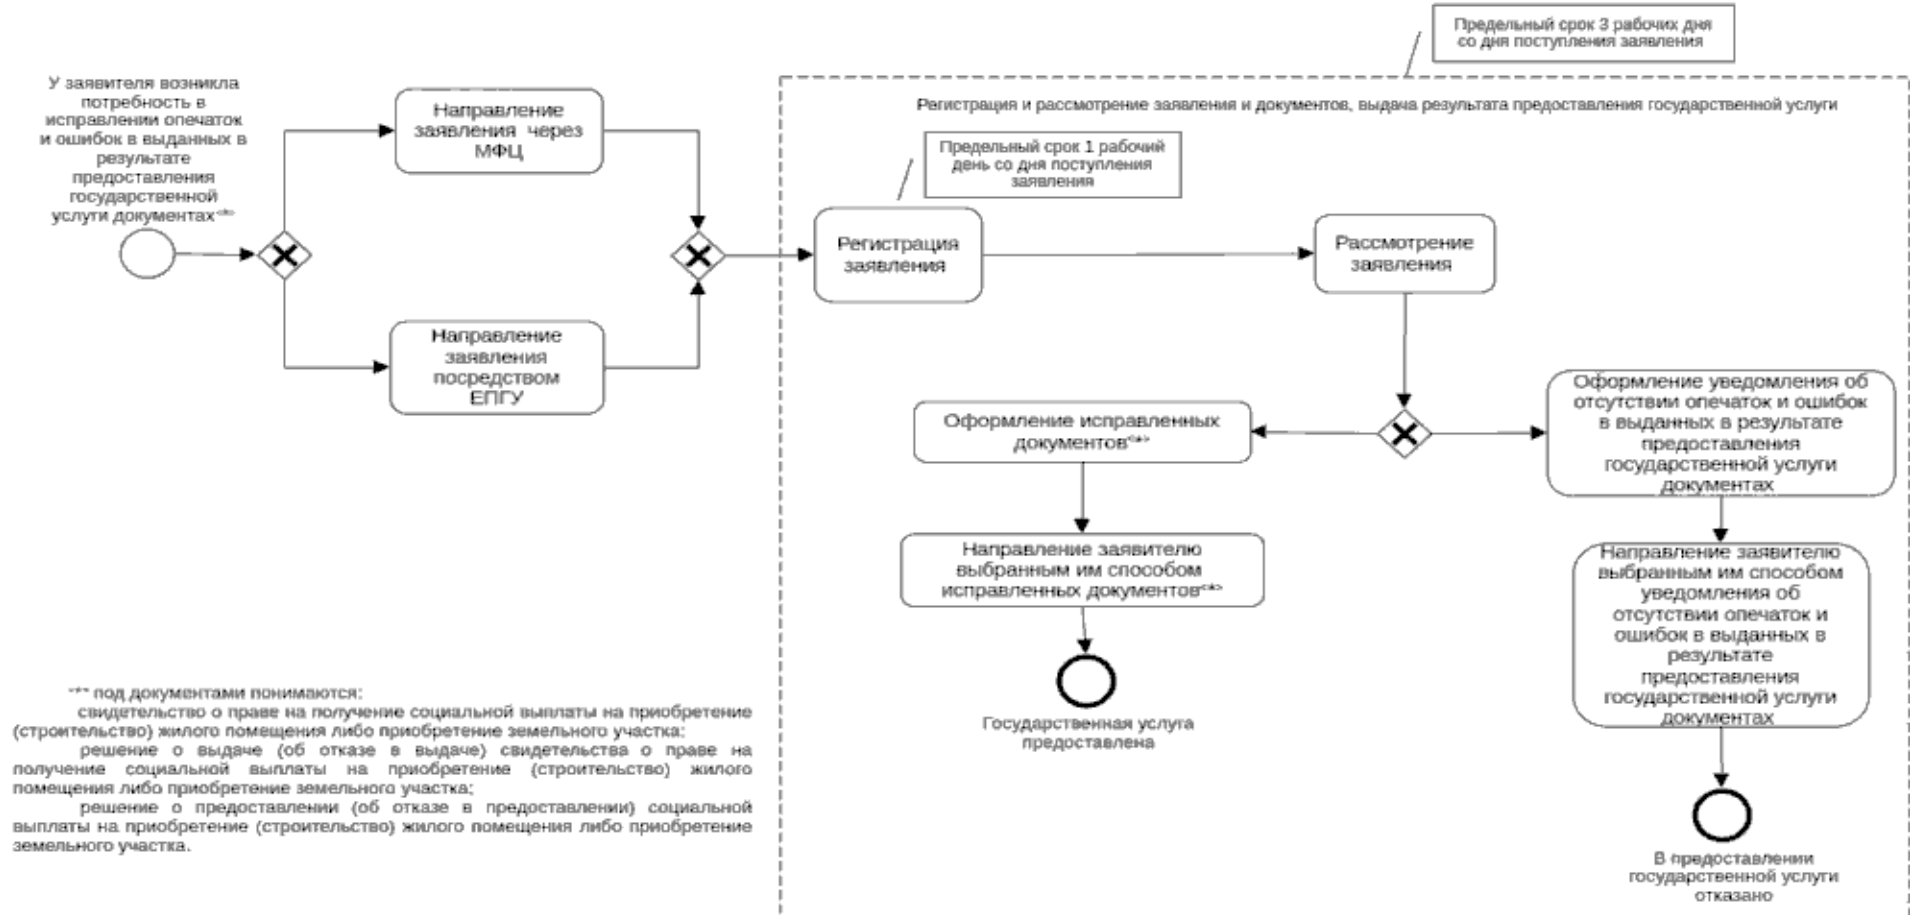 Предельный срок 3 рабочих дня
со дня поступления заявления
У заявителя возникла
потребность в
исправлении опечаток
и ошибок в выданных в
результате
предоставления
государственной
услуги документах<*>
Направление
заявления через
МФЦ
Направление
заявления
посредством
ЕПГУ
Регистрация и рассмотрение заявления и документов, выдача результата предоставления государственной услуги
Предельный срок 1 рабочий
день со дня поступления
заявления
Регистрация
заявления
Рассмотрение
заявления
Оформление исправленных
документов<*>
Направление заявителю
выбранным им способом
исправленных документов<*>
Государственная услуга
предоставлена
Оформление уведомления об
отсутствии опечаток и ошибок
в выданных в результате
предоставления
государственной услуги
документах
Направление заявителю
выбранным им способом
уведомления об
отсутствии опечаток и
ошибок в выданных в
результате
предоставления
государственной услуги
документах
В предоставлении
государственной услуги
отказано
<*> под документами понимаются:
свидетельство о праве на получение социальной выплаты на приобретение
(строительство) жилого помещения либо приобретение земельного участка;
решение о выдаче (об отказе в выдаче) свидетельства о праве на
получение социальной выплаты на приобретение (строительство) жилого
помещения либо приобретение земельного участка;
решение о предоставлении (об отказе в предоставлении) социальной
выплаты на приобретение (строительство) жилого помещения либо приобретение
земельного участка.